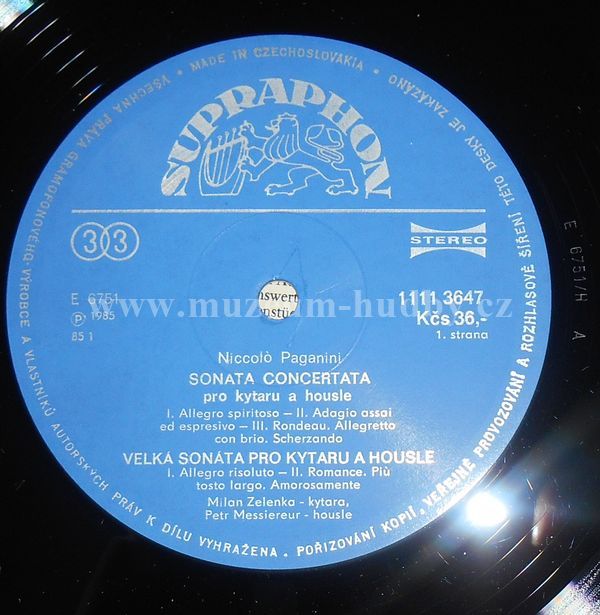 VŠECHNA PRÁVA GRAMOFONOVÉHO VÝROBCE A VLASTNÍKŮ AUTORSKÝCH PRÁV K DÍLU VYHRAŽENA. POŘIZOVÁNÍ KOPIÍ, VEŘEJNÉ PROVOZOVÁNÍ A ROZHLASOVÉ ŠÍŘENÍ TÉTO DESKY JE ZAKÁZÁNO
• MADE IN CZECHOSLOVAKIA •
SUPRAPHON
33
STEREO
E 6751
Ⓟ 1985
85 1
1111 3647
Kčs 36,-
1. strana
nswert
nstüc
www.muzikam-hudby.cz
Niccolò Paganini
SONATA CONCERTATA
pro kytaru a housle
I. Allegro spiritoso – II. Adagio assai
ed espresivo – III. Rondeau. Allegretto
con brio. Scherzando
VELKÁ SONÁTA PRO KYTARU A HOUSLE
I. Allegro risoluto – II. Romance. Più
tosto largo. Amorosamente
Milan Zelenka - kytara,
Petr Messiereur - housle
E 6751/H A